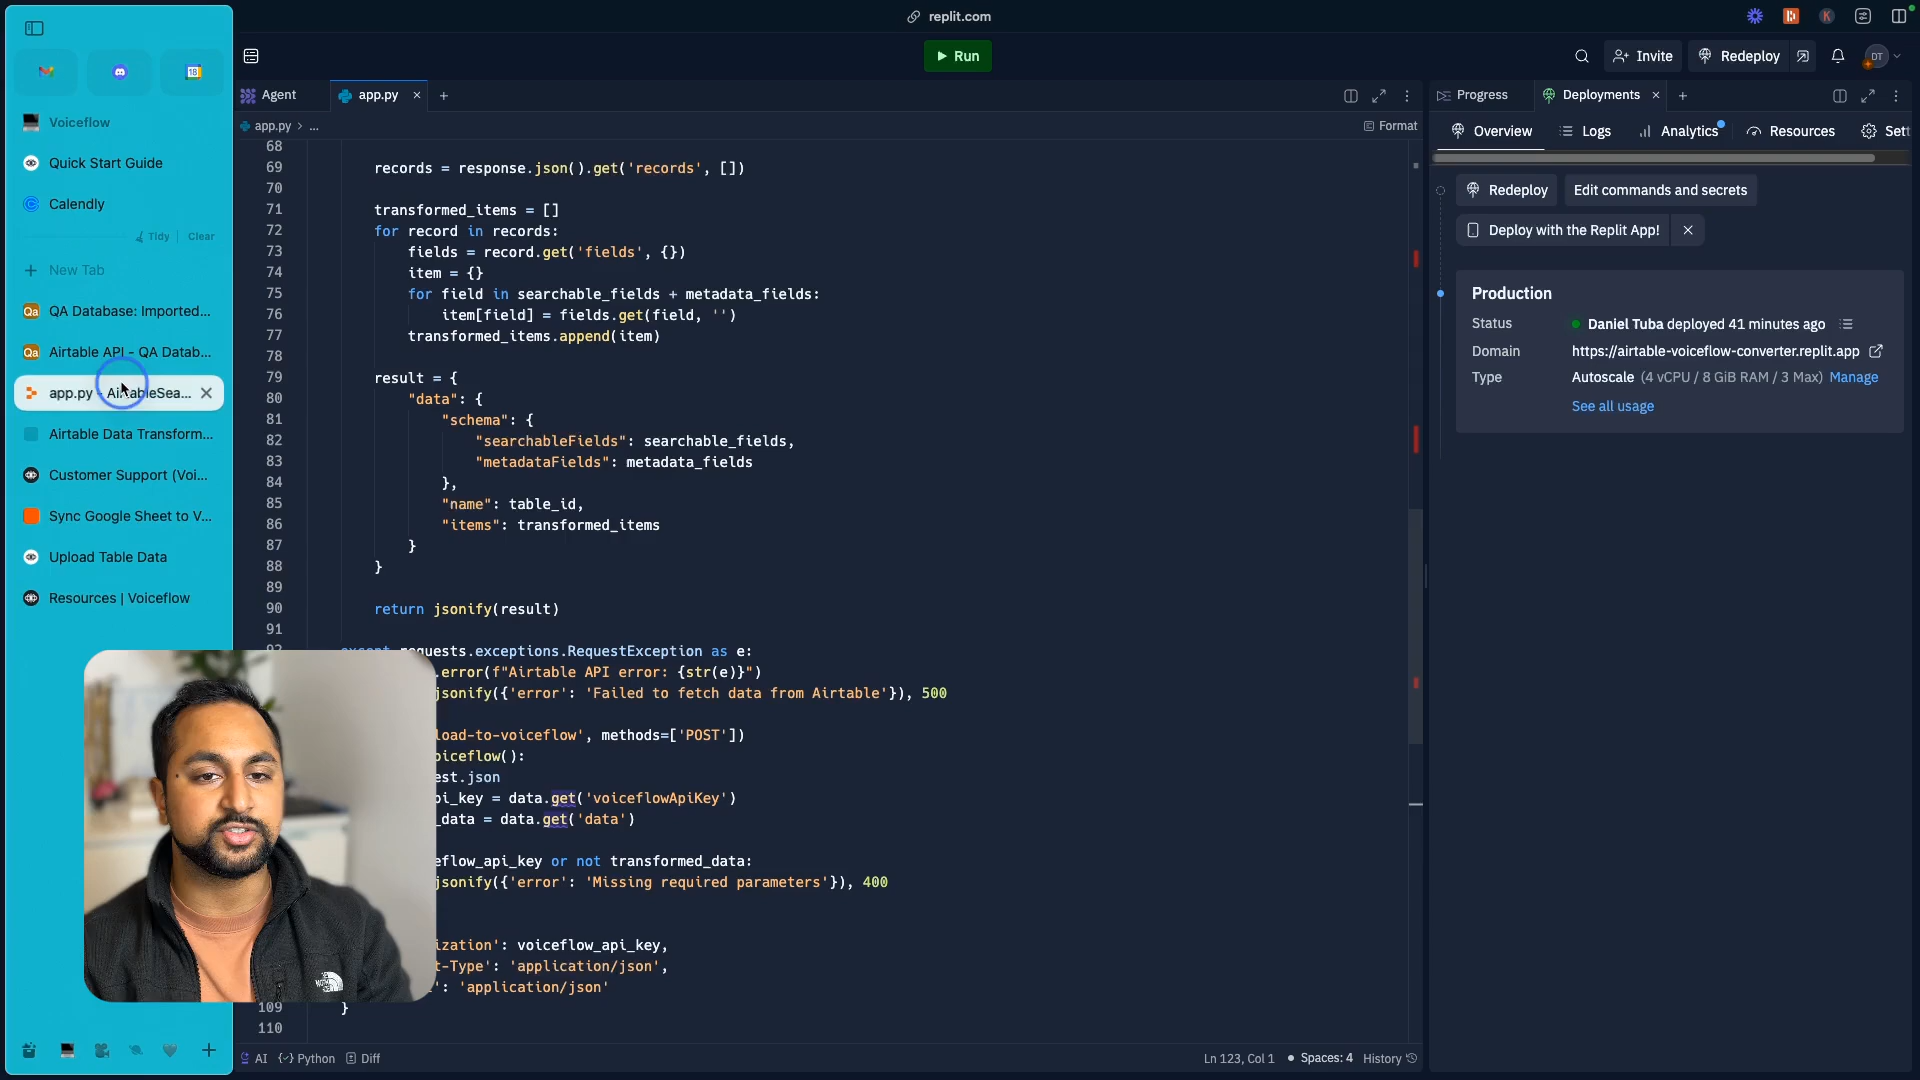 replit.com
K
18
Run
Invite
Redeploy
DT
Agent
app.py
Progress
Deployments
app.py > ...
Format
Overview
Logs
Analytics
Resources
Sett
Voiceflow
Quick Start Guide
Calendly
Tidy
Clear
New Tab
Qa QA Database: Imported...
Qa Airtable API - QA Datab...
app.py - AirtableSea...
Airtable Data Transform...
Customer Support (Voi...
Sync Google Sheet to V...
Upload Table Data
Resources | Voiceflow
68
69 records = response.json().get('records', [])
70
71 transformed_items = []
72 for record in records:
73 fields = record.get('fields', {})
74 item = {}
75 for field in searchable_fields + metadata_fields:
76 item[field] = fields.get(field, '')
77 transformed_items.append(item)
78
79 result = {
80 "data": {
81 "schema": {
82 "searchableFields": searchable_fields,
83 "metadataFields": metadata_fields
84 },
85 "name": table_id,
86 "items": transformed_items
87 }
88 }
89
90 return jsonify(result)
91
92 except requests.exceptions.RequestException as e:
.error(f"Airtable API error: {str(e)}")
jsonify({'error': 'Failed to fetch data from Airtable'}), 500
load-to-voiceflow', methods=['POST'])
oiceflow():
est.json
pi_key = data.get('voiceflowApiKey')
_data = data.get('data')
eflow_api_key or not transformed_data:
jsonify({'error': 'Missing required parameters'}), 400
ization': voiceflow_api_key,
t-Type': 'application/json',
': 'application/json'
109 }
110
Redeploy
Edit commands and secrets
Deploy with the Replit App!
Production
Status Daniel Tuba deployed 41 minutes ago
Domain https://airtable-voiceflow-converter.replit.app
Type Autoscale (4 vCPU / 8 GiB RAM / 3 Max) Manage
See all usage
THE NORTH FACE
AI
Python
Diff
Ln 123, Col 1
Spaces: 4
History